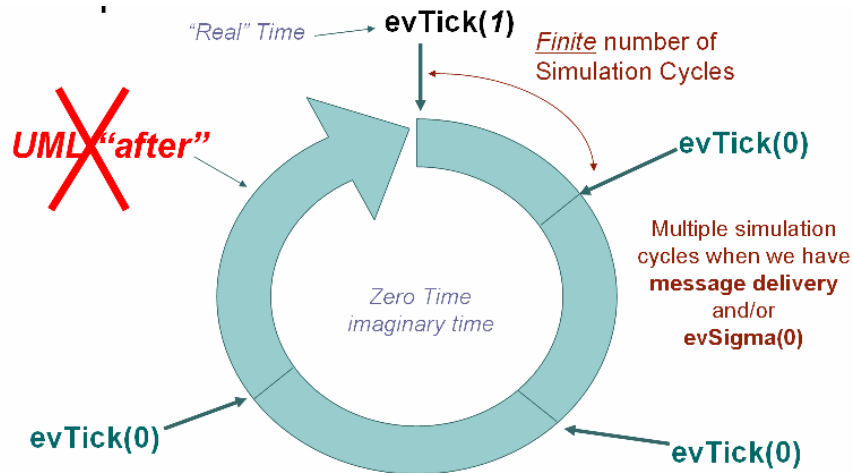 "Real" Time
evTick(1)
Finite number of
Simulation Cycles
UML "after"
evTick(0)
Multiple simulation
cycles when we have
message delivery
and/or
evSigma(0)
Zero Time
imaginary time
evTick(0)
evTick(0)